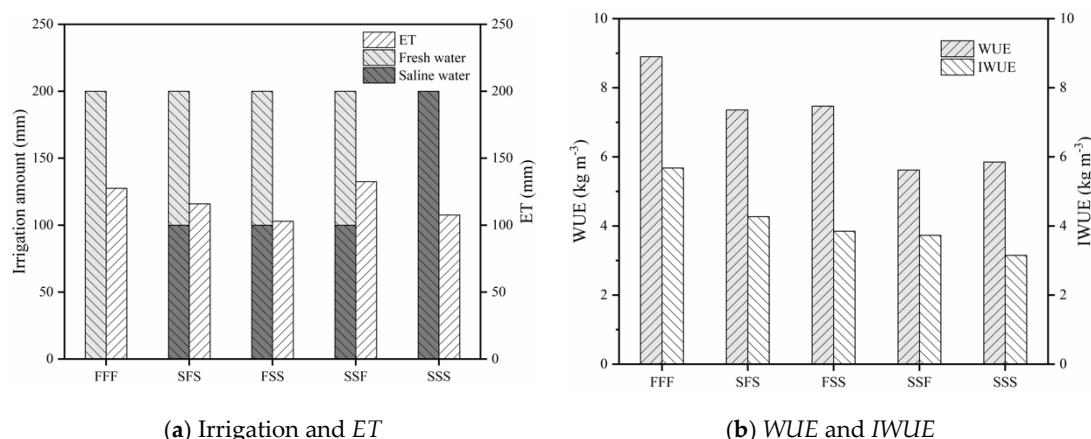 250
200
150
100
50
0
Irrigation amount (mm)
ET
Fresh water
Saline water
250
200
150
100
50
0
ET (mm)
FFF SFS FSS SSF SSS
(a) Irrigation and ET
10
8
6
4
2
0
WUE (kg m⁻³)
WUE
IWUE
10
8
6
4
2
0
IWUE (kg m⁻³)
FFF SFS FSS SSF SSS
(b) WUE and IWUE